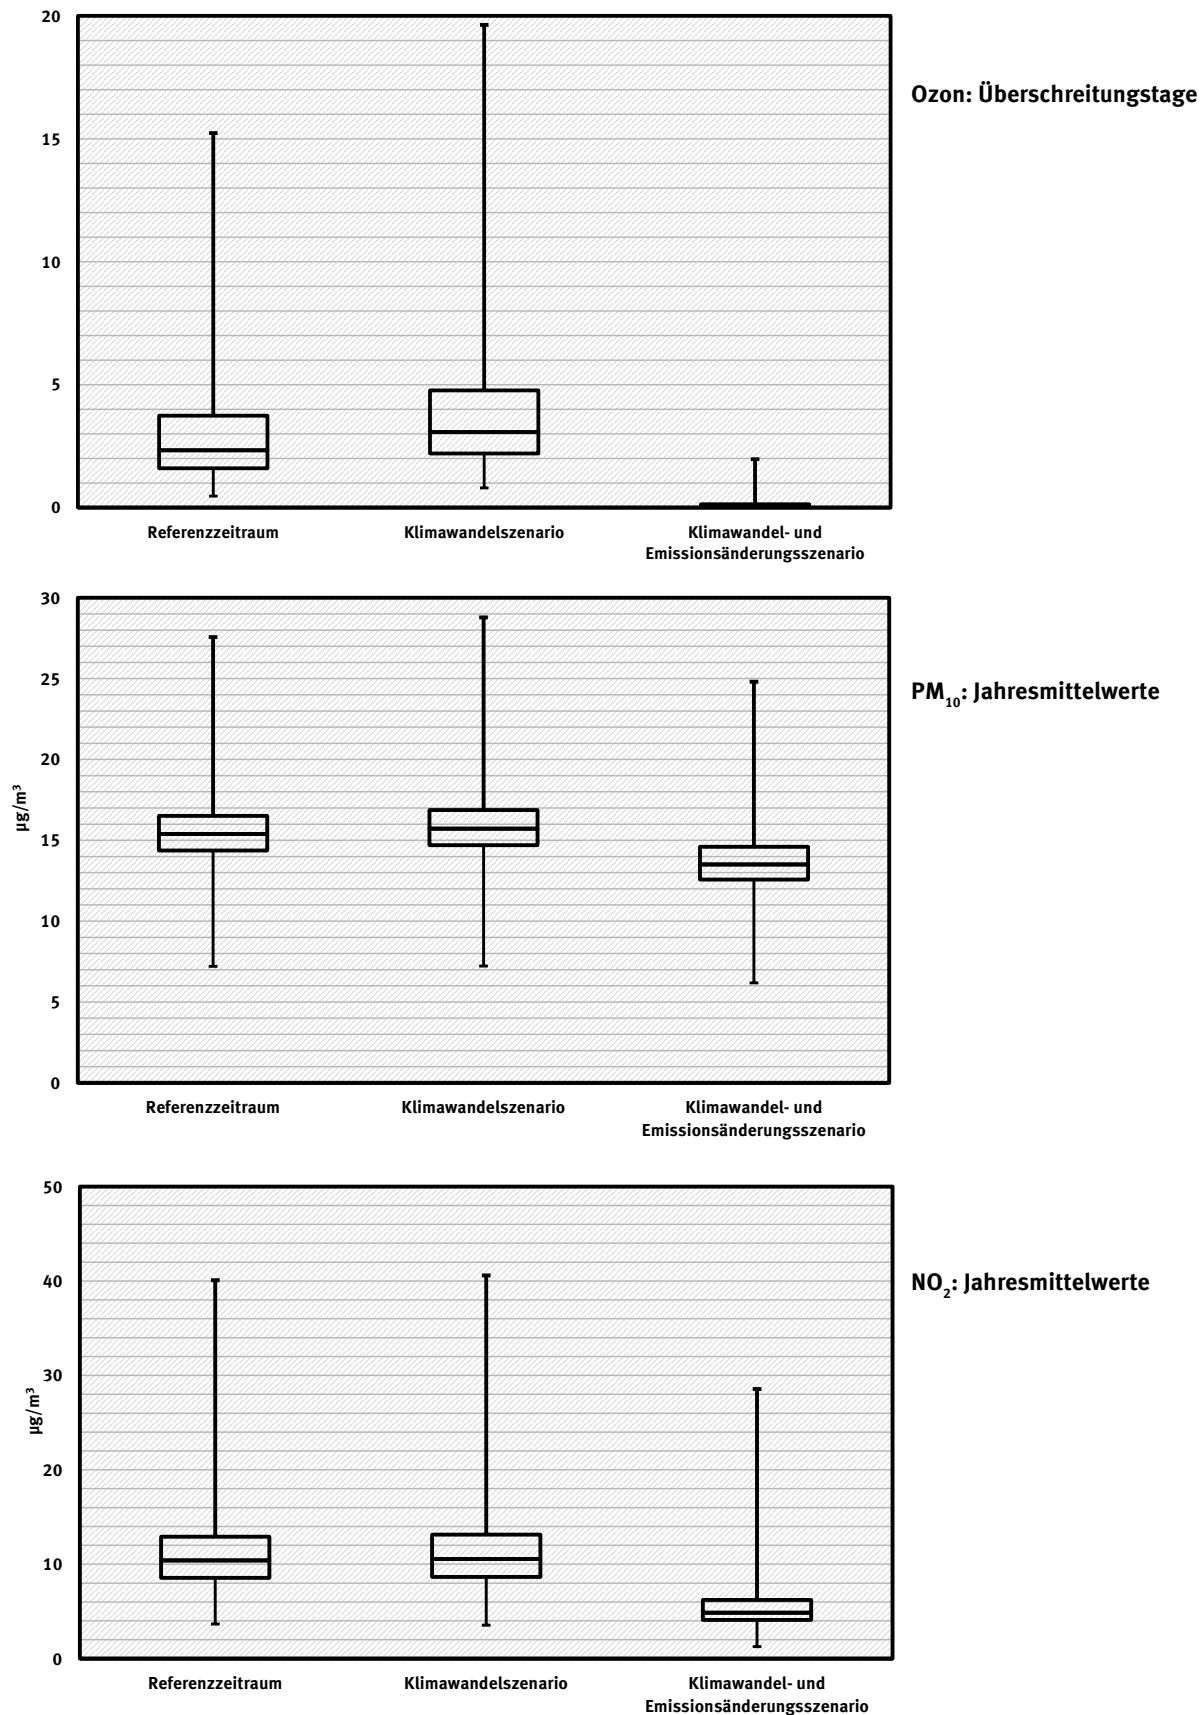 20
15
10
5
0
Referenzzeitraum
Klimawandelszenario
Klimawandel- und
Emissionsänderungsszenario
Ozon: Überschreitungstage
30
25
20
15
10
5
0
µg/m³
Referenzzeitraum
Klimawandelszenario
Klimawandel- und
Emissionsänderungsszenario
PM₁₀: Jahresmittelwerte
50
40
30
20
10
0
µg/m³
Referenzzeitraum
Klimawandelszenario
Klimawandel- und
Emissionsänderungsszenario
NO₂: Jahresmittelwerte